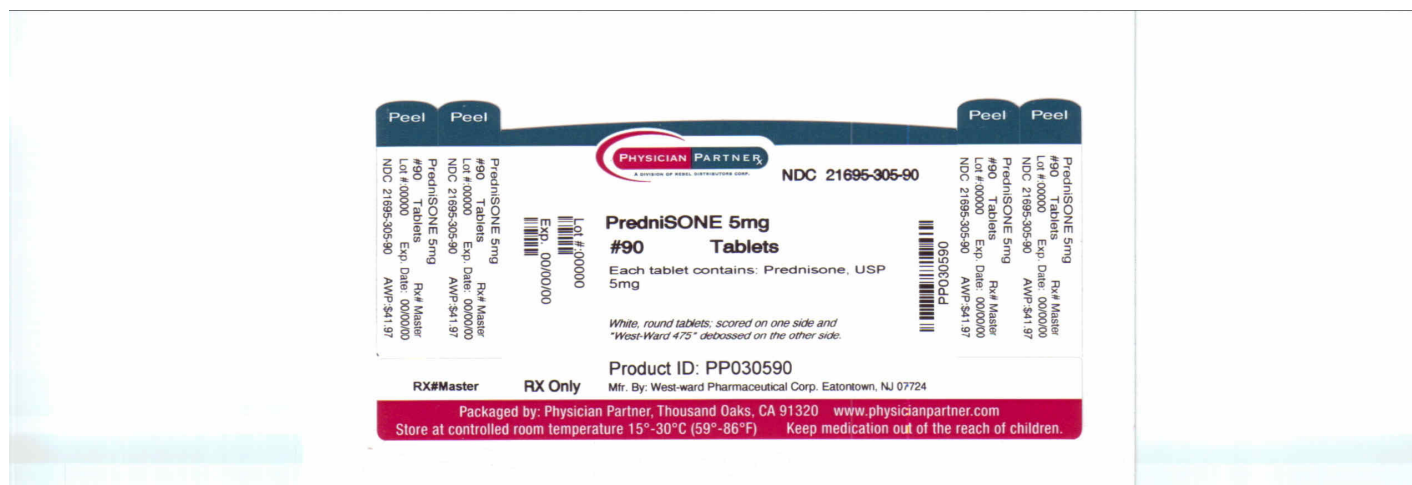 Peel Peel
PredniSONE 5mg
#90 Tablets Rx# Master
Lot #:00000 Exp. Date: 00/00/00
NDC 21695-305-90 AWP:$41.97
PredniSONE 5mg
#90 Tablets Rx# Master
Lot #:00000 Exp. Date: 00/00/00
NDC 21695-305-90 AWP:$41.97
RX#Master
PHYSICIAN PARTNER Rx
A DIVISION OF REBEL DISTRIBUTORS CORP.
NDC 21695-305-90
Lot #:00000
Exp. 00/00/00
PredniSONE 5mg
#90 Tablets
Each tablet contains: Prednisone, USP
5mg
White, round tablets; scored on one side and
"West-Ward 475" debossed on the other side.
Product ID: PP030590
RX Only
Mfr. By: West-ward Pharmaceutical Corp. Eatontown, NJ 07724
PP030590
Peel Peel
PredniSONE 5mg
#90 Tablets Rx# Master
Lot #:00000 Exp. Date: 00/00/00
NDC 21695-305-90 AWP:$41.97
PredniSONE 5mg
#90 Tablets Rx# Master
Lot #:00000 Exp. Date: 00/00/00
NDC 21695-305-90 AWP:$41.97
Packaged by: Physician Partner, Thousand Oaks, CA 91320 www.physicianpartner.com
Store at controlled room temperature 15°-30°C (59°-86°F) Keep medication out of the reach of children.